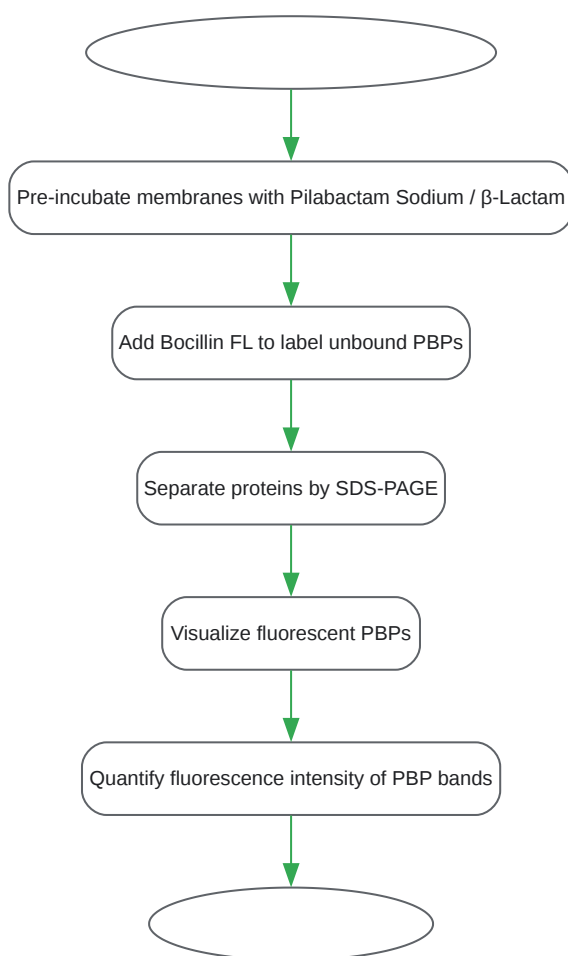 Pre-incubate membranes with Pilabactam Sodium / β-Lactam
Add Bocillin FL to label unbound PBPs
Separate proteins by SDS-PAGE
Visualize fluorescent PBPs
Quantify fluorescence intensity of PBP bands